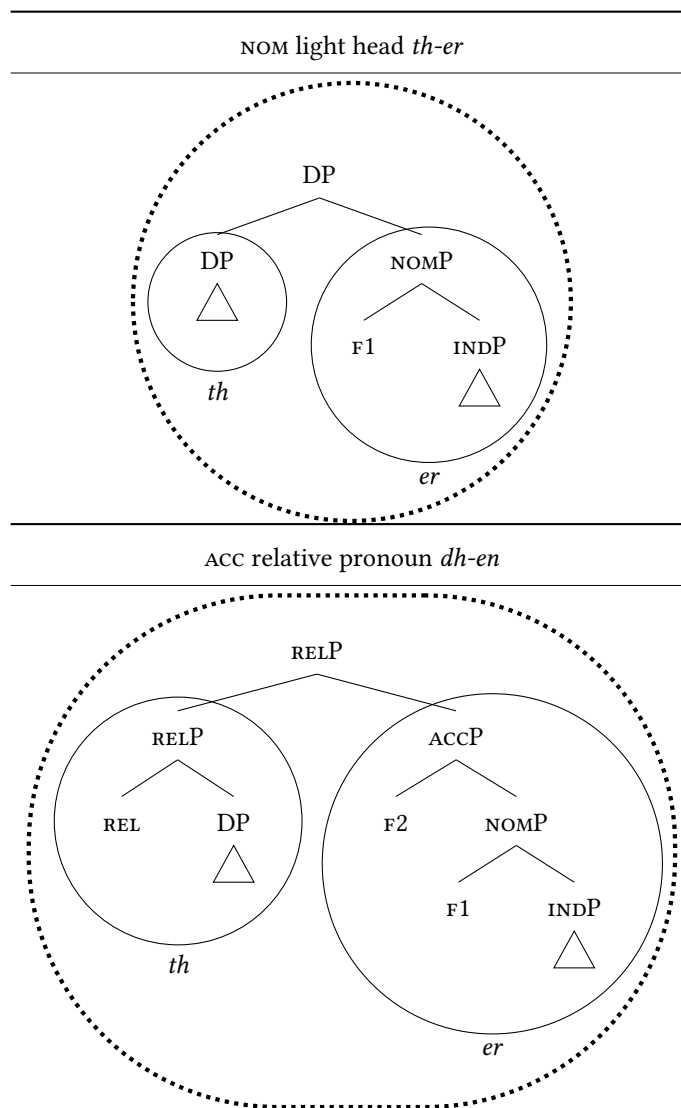 NOM light head th-er
DP
DP NOMP
F1 INDP
th
er
ACC relative pronoun dh-en
RELP
RELP ACCP
REL DP F2 NOMP
F1 INDP
th
er